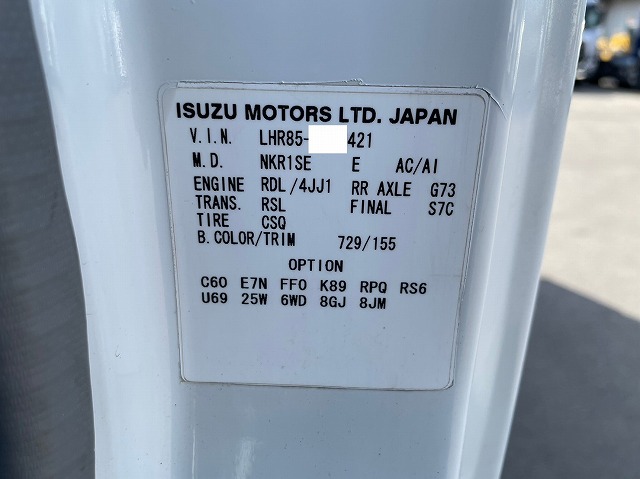 ISUZU MOTORS LTD. JAPAN
V.I.N. LHR85- 421
M.D. NKR1SE E AC/AI
ENGINE RDL/4JJ1 RR AXLE G73
TRANS. RSL FINAL S7C
TIRE CSQ
B.COLOR/TRIM 729/155
OPTION
C60 E7N FF0 K89 RPQ RS6
U69 25W 6WD 8GJ 8JM